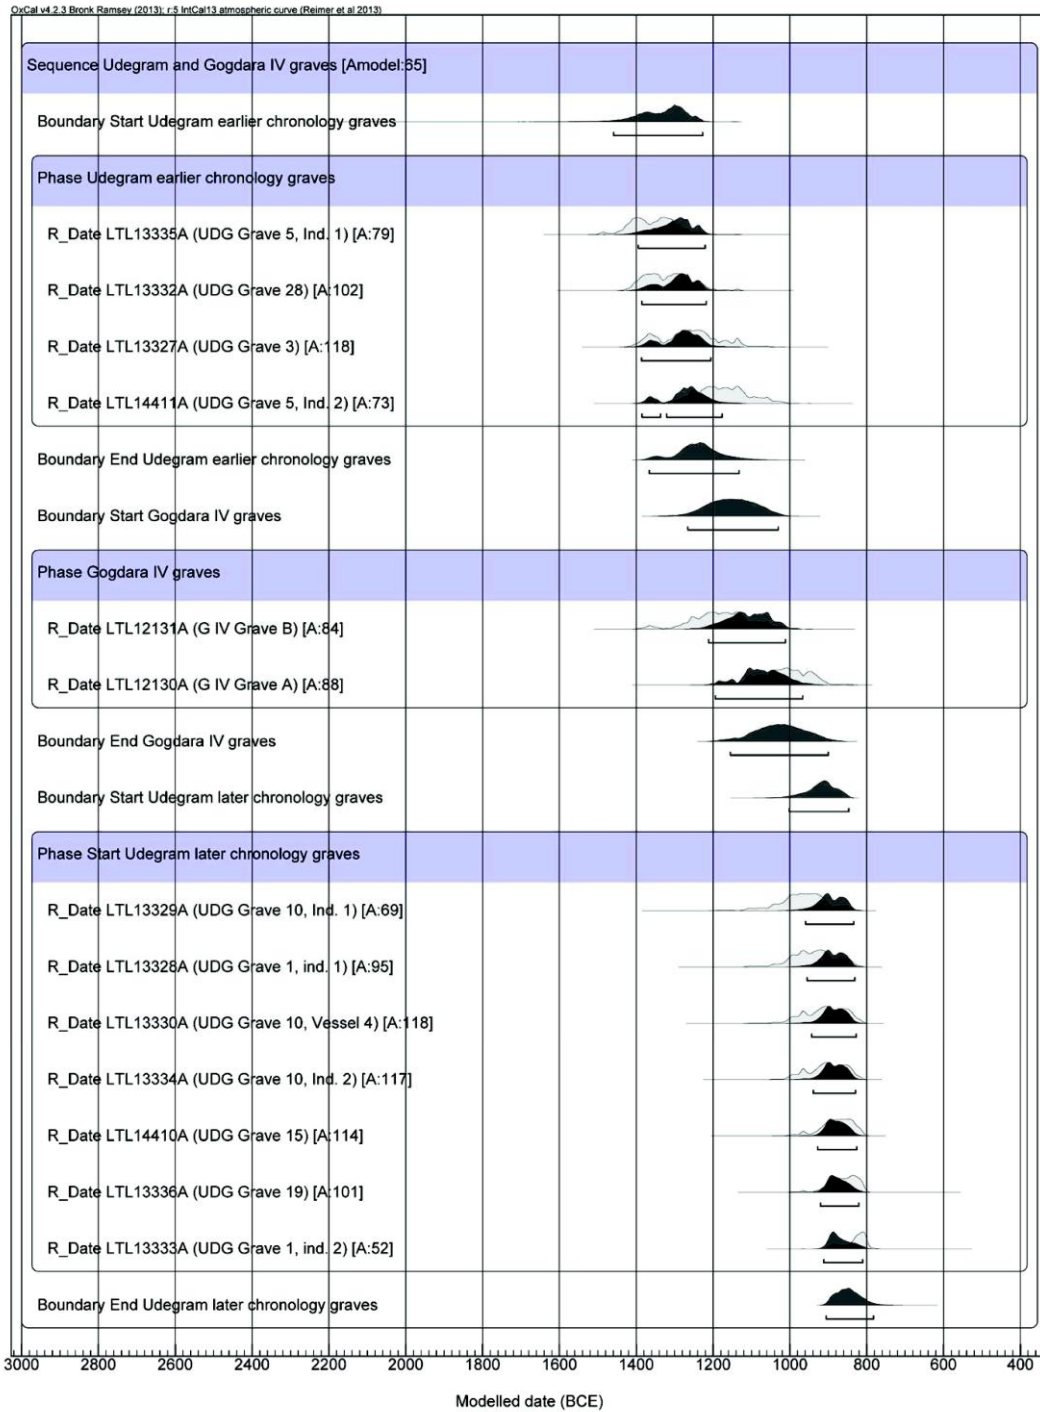 OxCal v4.2.3 Bronk Ramsey (2013); r:5 IntCal13 atmospheric curve (Reimer et al 2013)
Sequence Udegram and Gogdara IV graves [Amodel:65]
Boundary Start Udegram earlier chronology graves
Phase Udegram earlier chronology graves
R_Date LTL13335A (UDG Grave 5, Ind. 1) [A:79]
R_Date LTL13332A (UDG Grave 28) [A:102]
R_Date LTL13327A (UDG Grave 3) [A:118]
R_Date LTL14411A (UDG Grave 5, Ind. 2) [A:73]
Boundary End Udegram earlier chronology graves
Boundary Start Gogdara IV graves
Phase Gogdara IV graves
R_Date LTL12131A (G IV Grave B) [A:84]
R_Date LTL12130A (G IV Grave A) [A:88]
Boundary End Gogdara IV graves
Boundary Start Udegram later chronology graves
Phase Start Udegram later chronology graves
R_Date LTL13329A (UDG Grave 10, Ind. 1) [A:69]
R_Date LTL13328A (UDG Grave 1, ind. 1) [A:95]
R_Date LTL13330A (UDG Grave 10, Vessel 4) [A:118]
R_Date LTL13334A (UDG Grave 10, Ind. 2) [A:117]
R_Date LTL14410A (UDG Grave 15) [A:114]
R_Date LTL13336A (UDG Grave 19) [A:101]
R_Date LTL13333A (UDG Grave 1, ind. 2) [A:52]
Boundary End Udegram later chronology graves
3000 2800 2600 2400 2200 2000 1800 1600 1400 1200 1000 800 600 400
Modelled date (BCE)